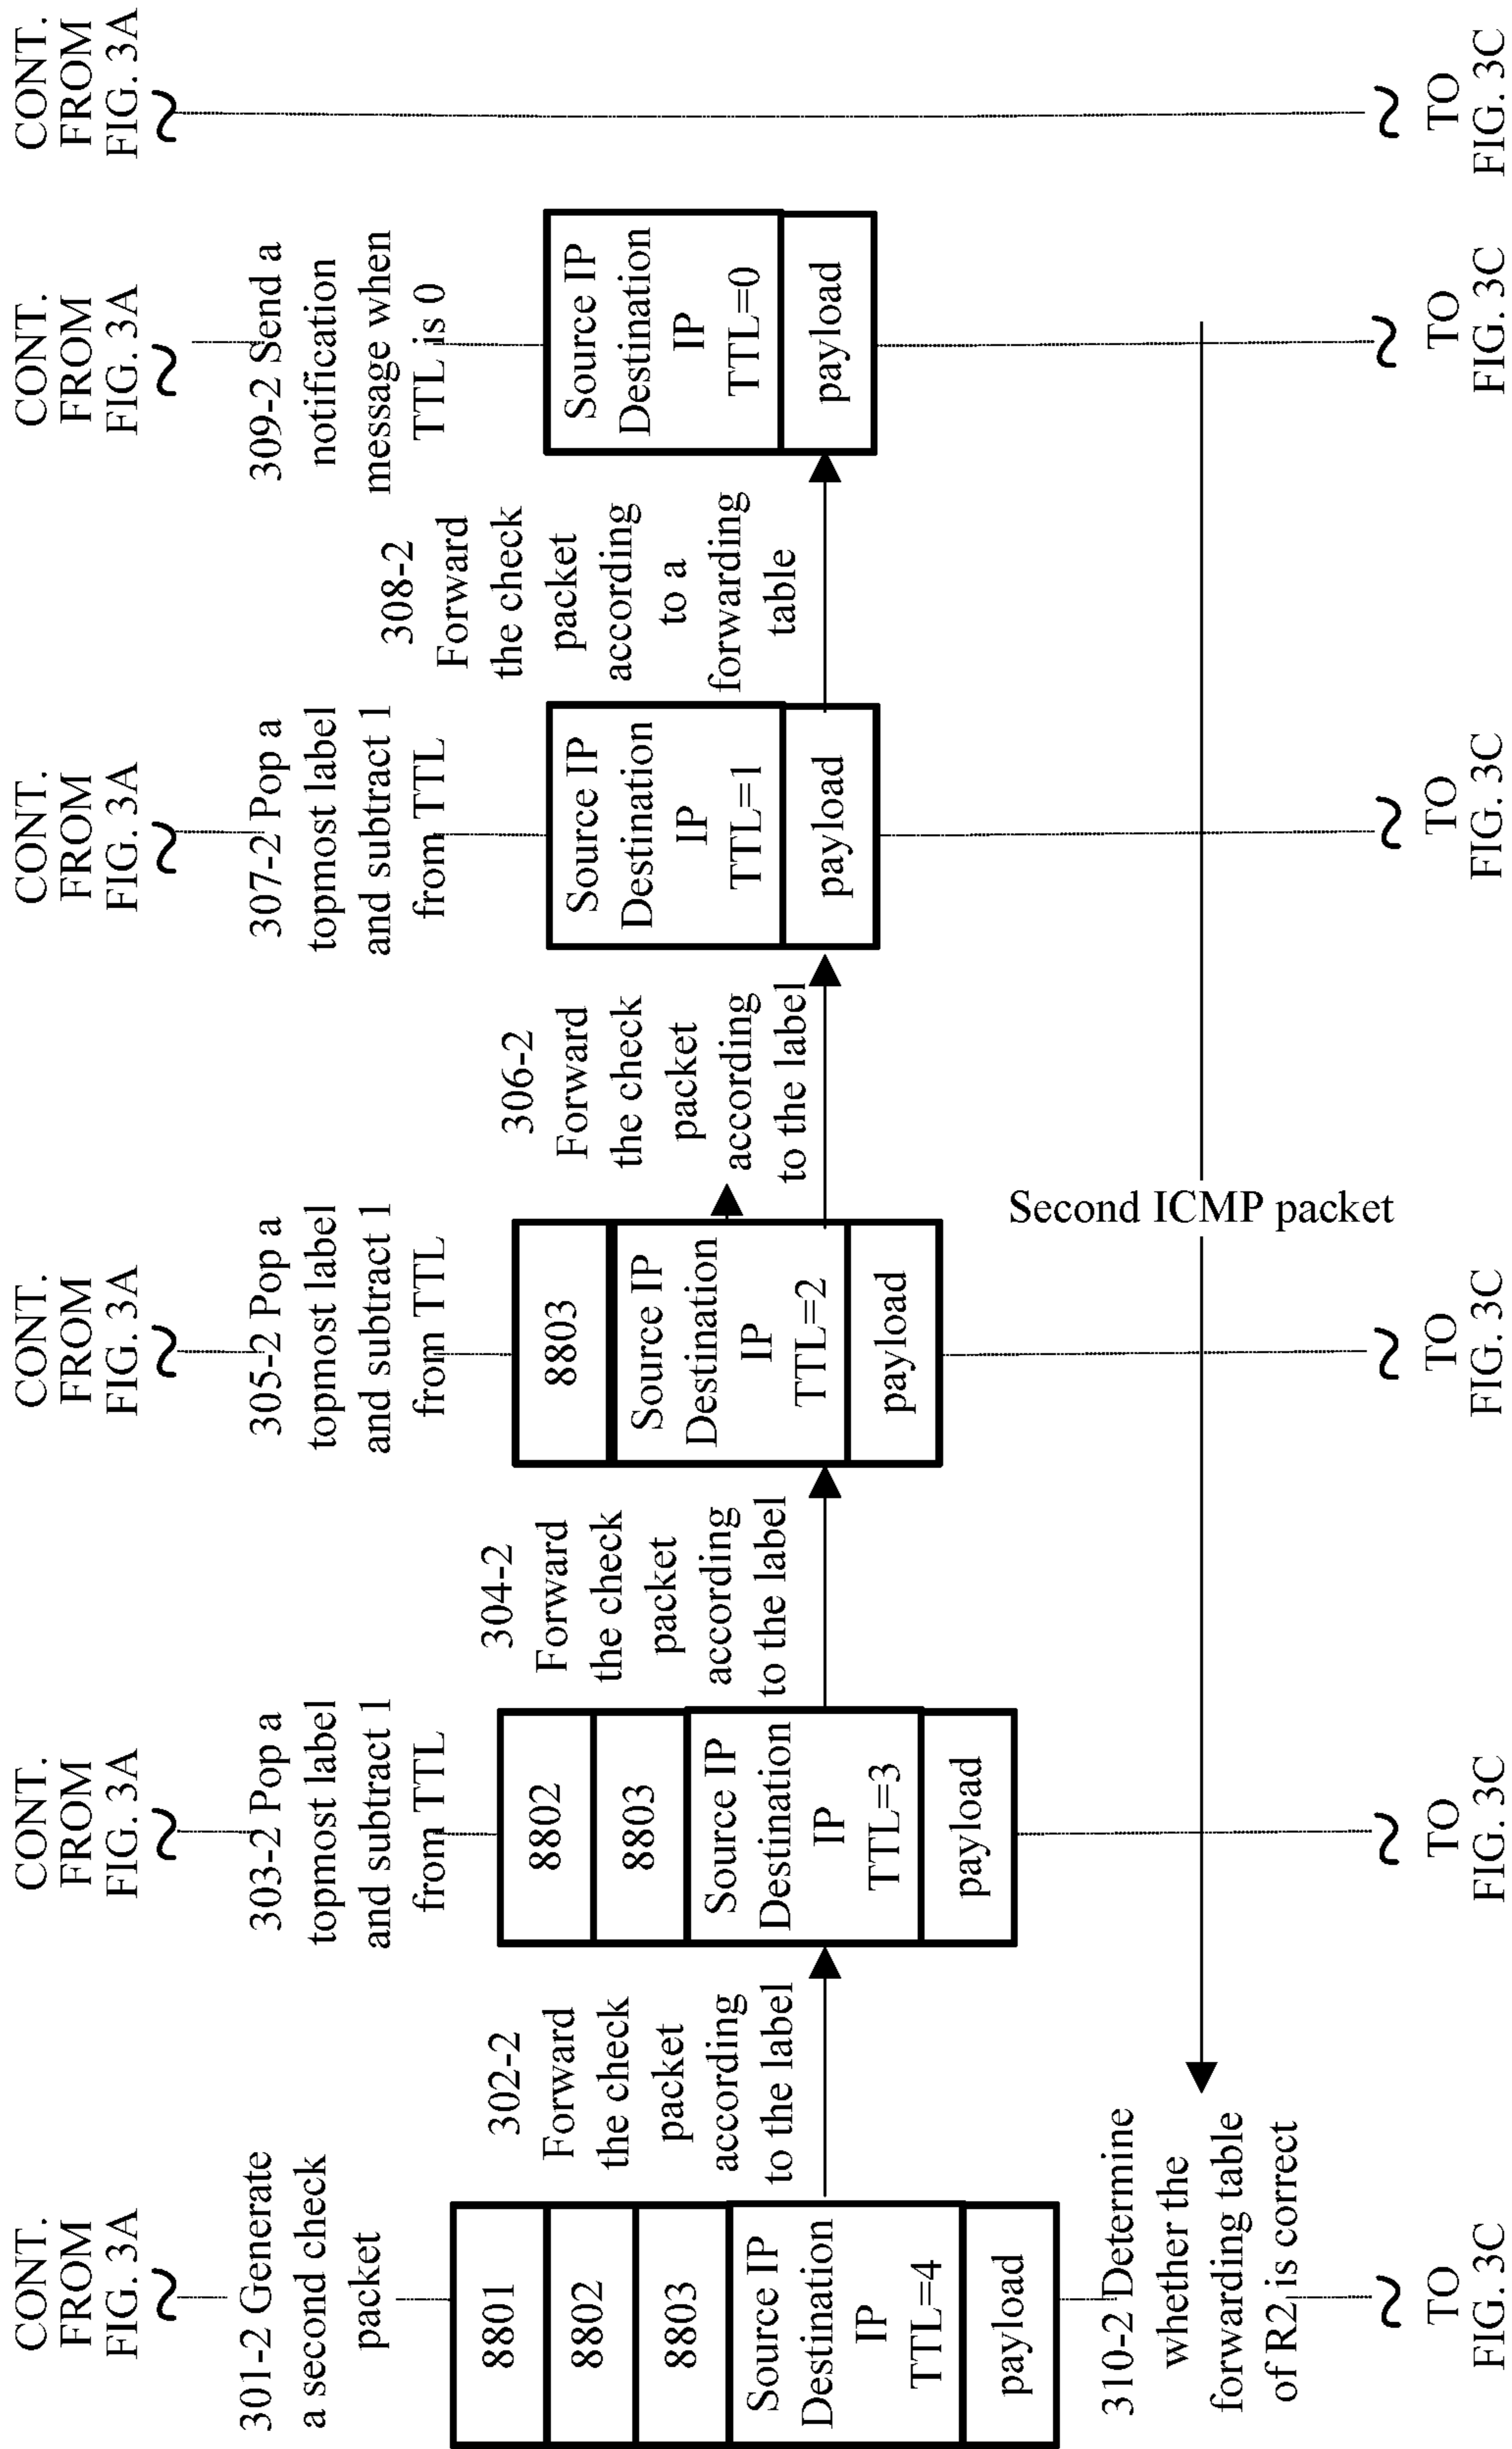 CONT.
FROM
FIG. 3A
CONT.
FROM
FIG. 3A
CONT.
FROM
FIG. 3A
CONT.
FROM
FIG. 3A
CONT.
FROM
FIG. 3A
CONT.
FROM
FIG. 3A
301-2 Generate
a second check
packet
8801
8802
8803
Source IP
Destination
IP
TTL=4
payload
302-2
Forward
the check
packet
according
to the label
303-2 Pop a
topmost label
and subtract 1
from TTL
8802
8803
Source IP
Destination
IP
TTL=3
payload
304-2
Forward
the check
packet
according
to the label
305-2 Pop a
topmost label
and subtract 1
from TTL
8803
Source IP
Destination
IP
TTL=2
payload
306-2
Forward
the check
packet
according
to the label
307-2 Pop a
topmost label
and subtract 1
from TTL
Source IP
Destination
IP
TTL=1
payload
308-2
Forward
the check
packet
according
to a
forwarding
table
309-2 Send a
notification
message when
TTL is 0
Source IP
Destination
IP
TTL=0
payload
Second ICMP packet
310-2 Determine
whether the
forwarding table
of R2 is correct
TO
FIG. 3C
TO
FIG. 3C
TO
FIG. 3C
TO
FIG. 3C
TO
FIG. 3C
TO
FIG. 3C